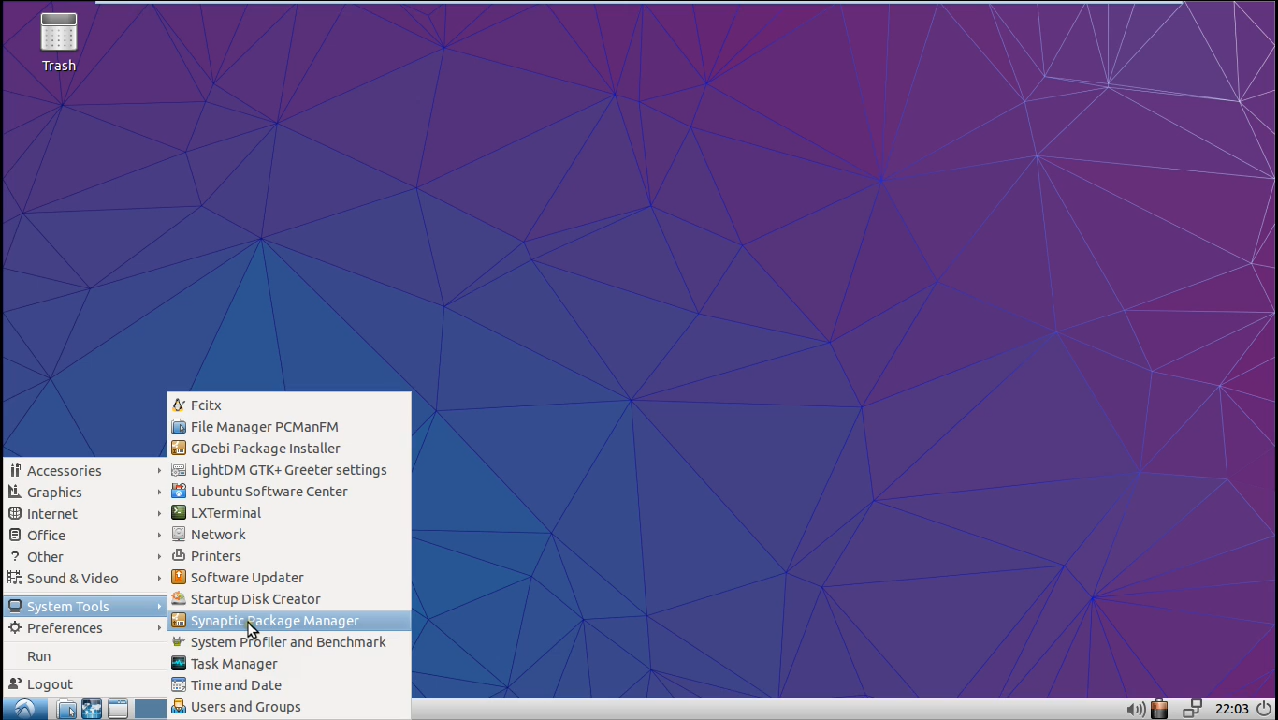 Trash
Fcitx
File Manager PCManFM
GDebi Package Installer
LightDM GTK+ Greeter settings
Lubuntu Software Center
LXTerminal
Network
Printers
Software Updater
Startup Disk Creator
Synaptic Package Manager
System Profiler and Benchmark
Task Manager
Time and Date
Users and Groups
Accessories
Graphics
Internet
Office
Other
Sound & Video
System Tools
Preferences
Run
Logout
22:03